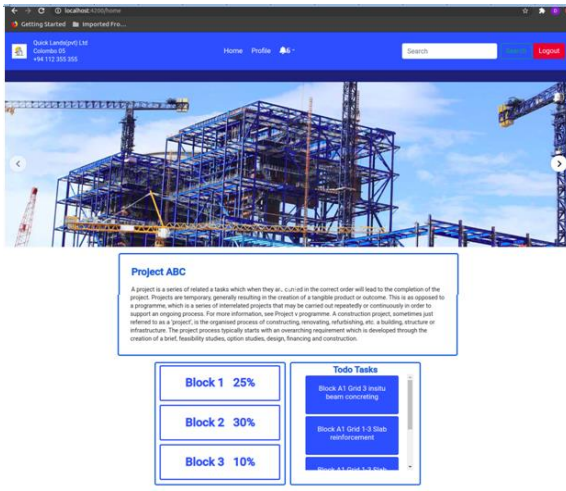 localhost:4200/home
Getting Started Imported Fro...
Quick Lands(pvt) Ltd
Colombo 05
+94 112 355 355
Home Profile 6
Search
Search
Logout
Project ABC
A project is a series of related a tasks which when they are carried in the correct order will lead to the completion of the
project. Projects are temporary, generally resulting in the creation of a tangible product or outcome. This is as opposed to
a programme, which is a series of interrelated projects that may be carried out repeatedly or continuously in order to
support an ongoing process. For more information, see Project v programme. A construction project, sometimes just
referred to as a 'project', is the organised process of constructing, renovating, refurbishing, etc. a building, structure or
infrastructure. The project process typically starts with an overarching requirement which is developed through the
creation of a brief, feasibility studies, option studies, design, financing and construction.
Block 1 25%
Block 2 30%
Block 3 10%
Todo Tasks
Block A1 Grid 3 insitu
beam concreting
Block A1 Grid 1-3 Slab
reinforcement
Block A1 Grid 1-3 Slab